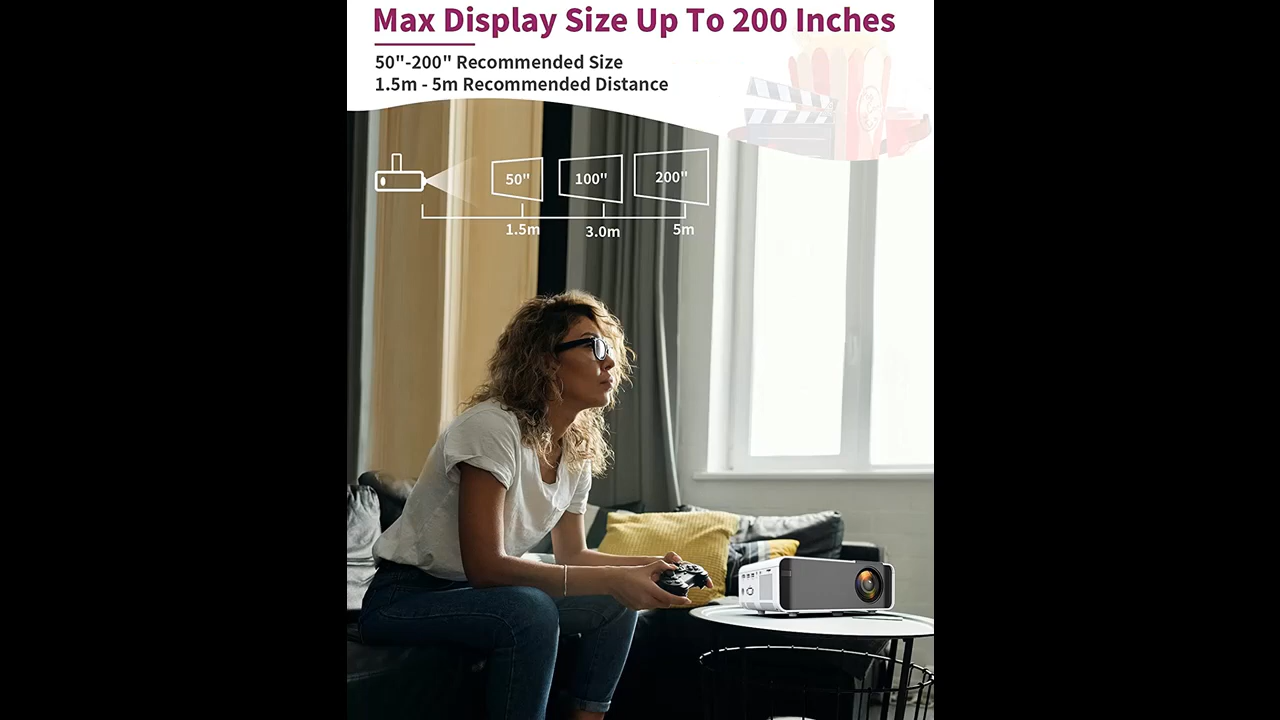 Max Display Size Up To 200 Inches
50"-200" Recommended Size
1.5m - 5m Recommended Distance
50" 100" 200"
1.5m 3.0m 5m